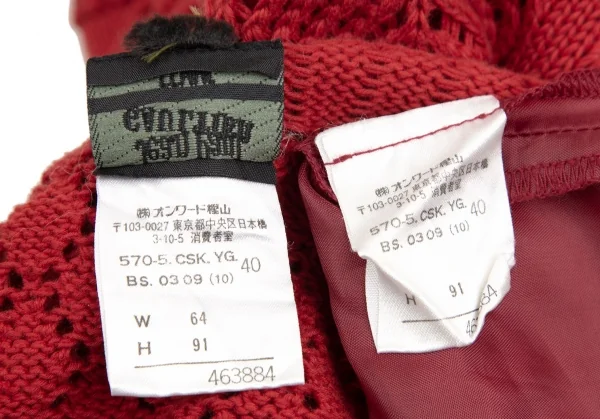 ㈱オンワード樫山
〒103-0027 東京都中央区日本橋
3-10-5 消費者室
570-5. CSK. YG. 40
BS. 03 09 (10)
W 64
H 91
463884
㈱オンワード樫山
〒103-0027 東京都中央区日本橋
3-10-5 消費者室
570-5. CSK. YG. 40
BS. 03 09 (10)
H 91